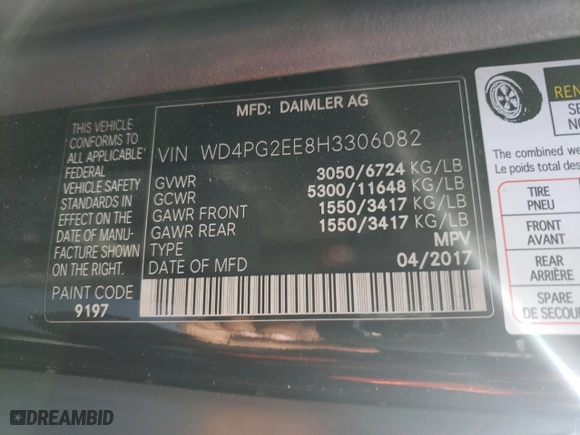 MFD: DAIMLER AG
THIS VEHICLE
CONFORMS TO
ALL APPLICABLE
FEDERAL
VEHICLE SAFETY
STANDARDS IN
EFFECT ON THE
DATE OF MANU-
FACTURE SHOWN
ON THE RIGHT.
PAINT CODE
9197
VIN WD4PG2EE8H3306082
GVWR 3050/6724 KG/LB
GCWR 5300/11648 KG/LB
GAWR FRONT 1550/3417 KG/LB
GAWR REAR 1550/3417 KG/LB
TYPE MPV
DATE OF MFD 04/2017
The combined we
Le poids total des
TIRE
PNEU
FRONT
AVANT
REAR
ARRIÈRE
SPARE
DE SECOU
DREAMBID